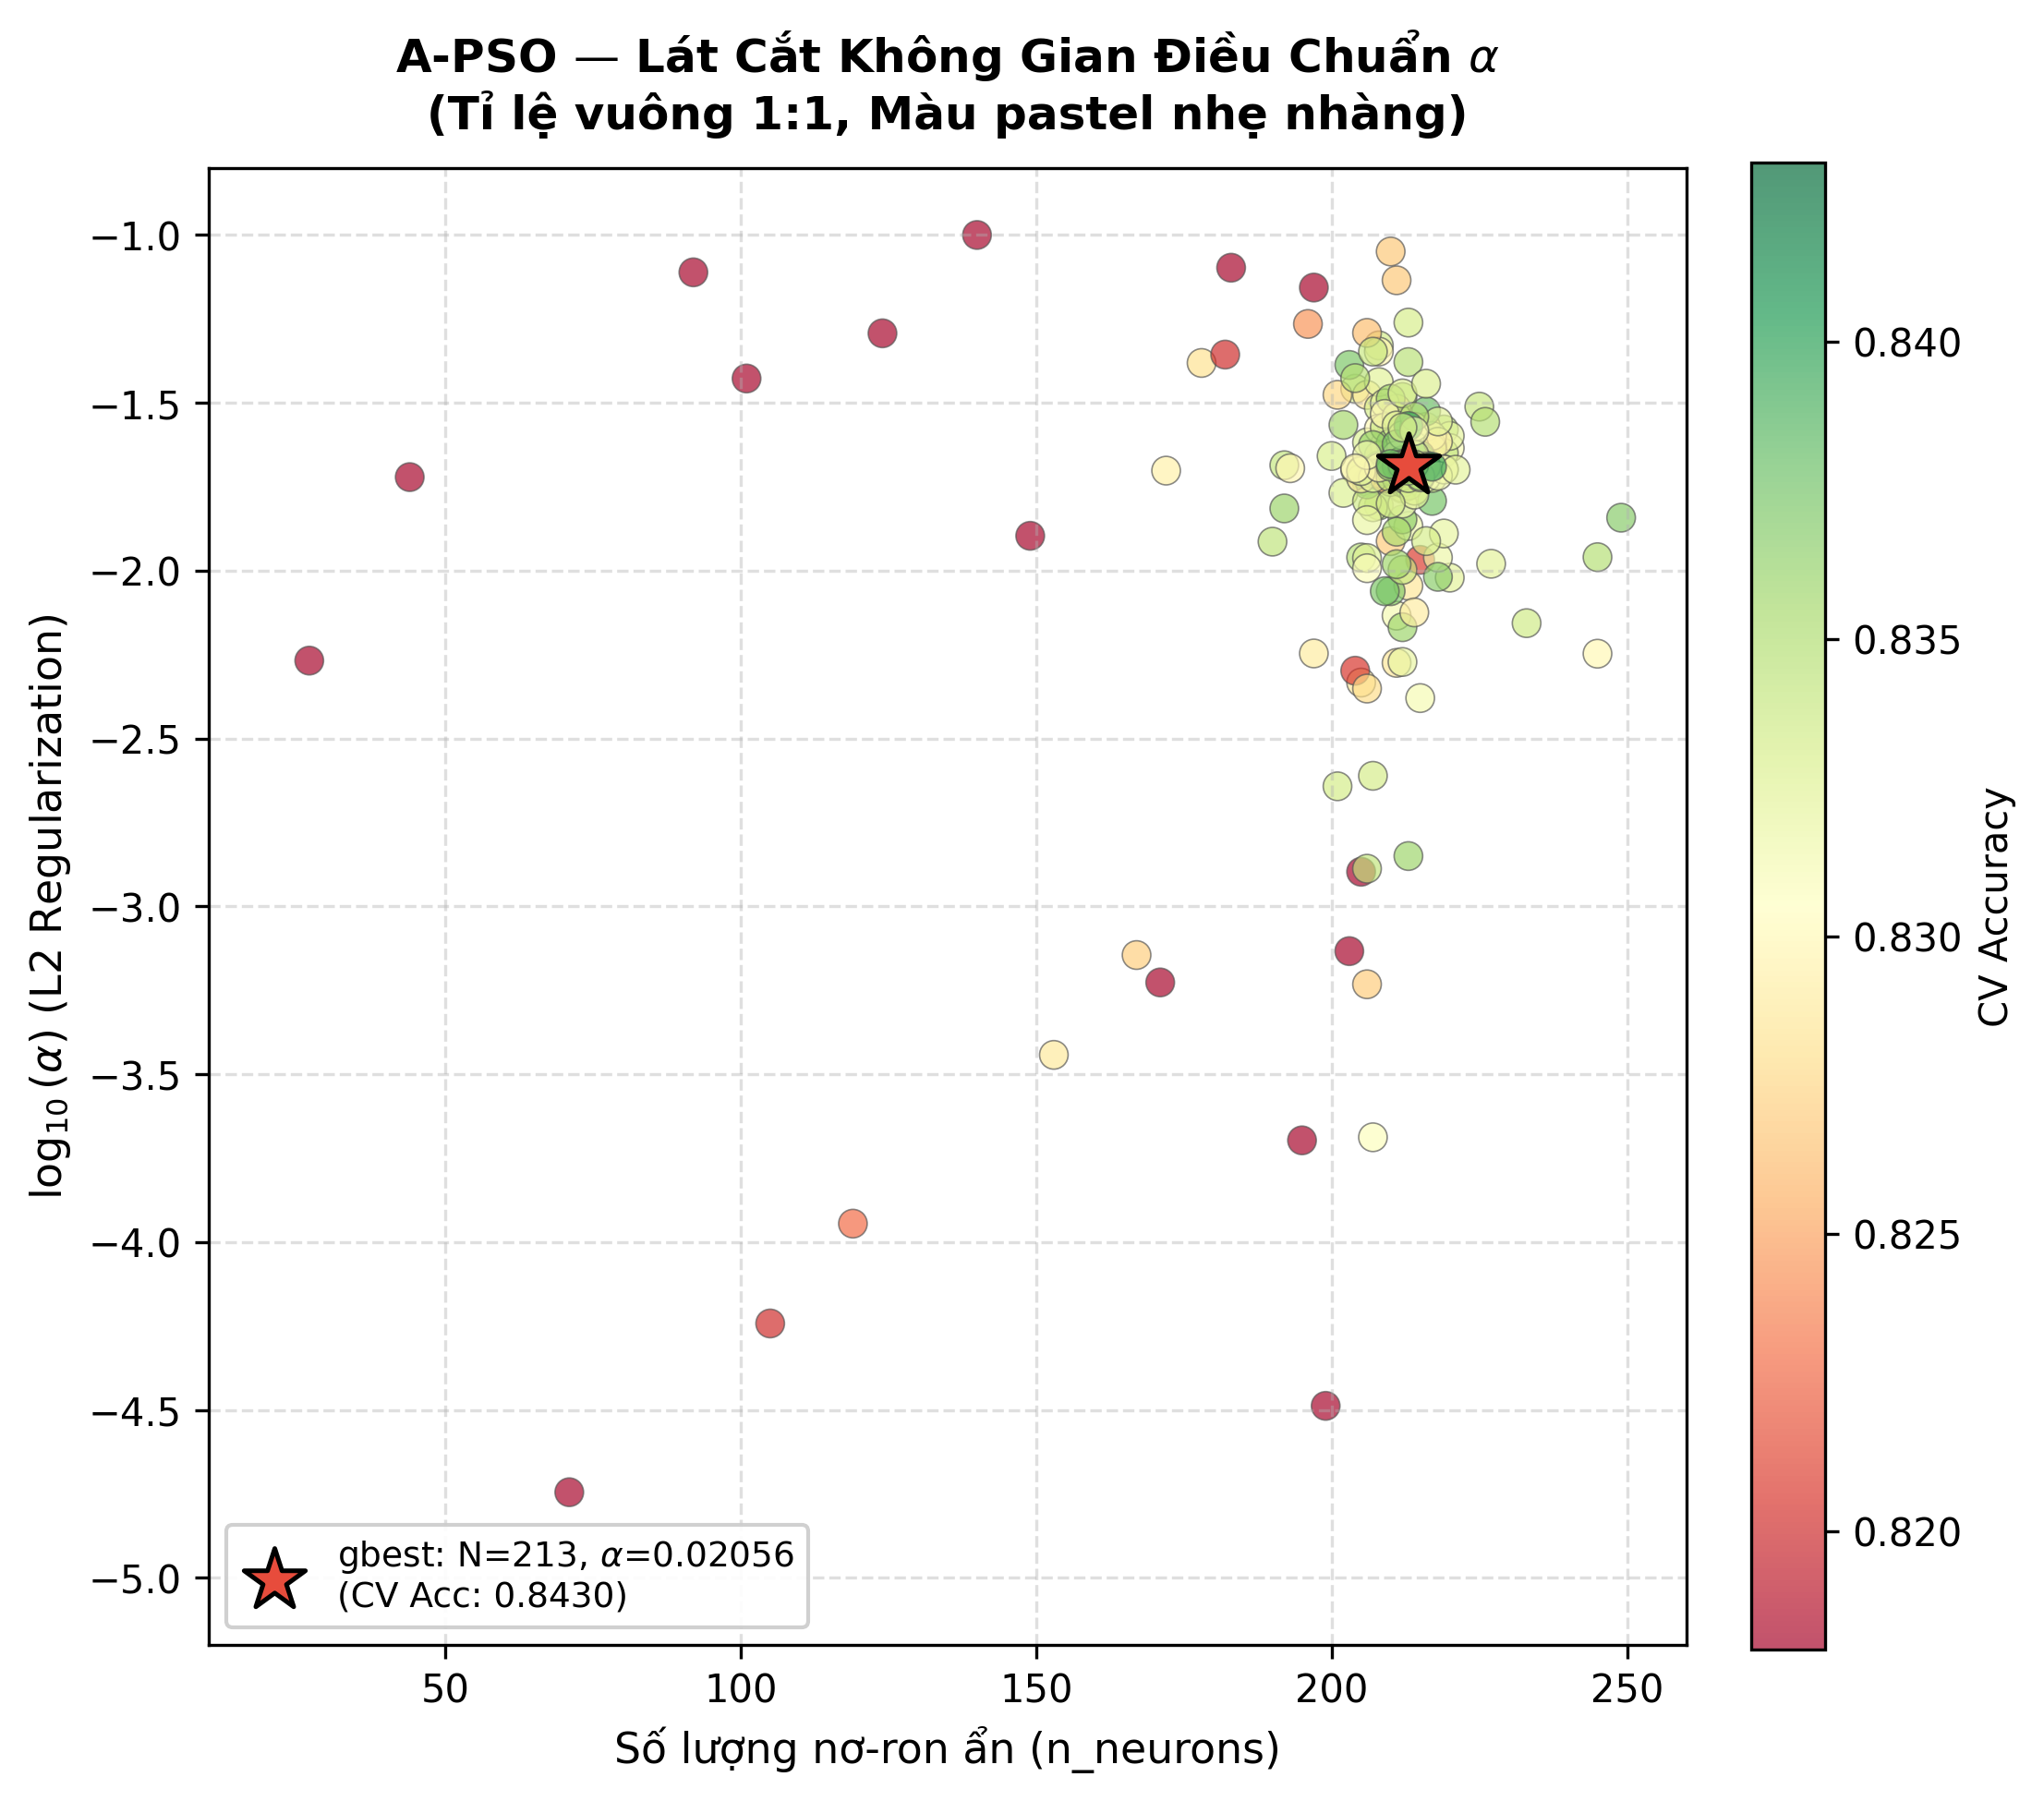 A-PSO — Lát Cắt Không Gian Điều Chuẩn α
(Tỉ lệ vuông 1:1, Màu pastel nhẹ nhàng)
−1.0
−1.5
−2.0
−2.5
−3.0
−3.5
−4.0
−4.5
−5.0
log₁₀(α) (L2 Regularization)
gbest: N=213, α=0.02056
(CV Acc: 0.8430)
50 100 150 200 250
Số lượng nơ-ron ẩn (n_neurons)
0.840
0.835
0.830
0.825
0.820
CV Accuracy